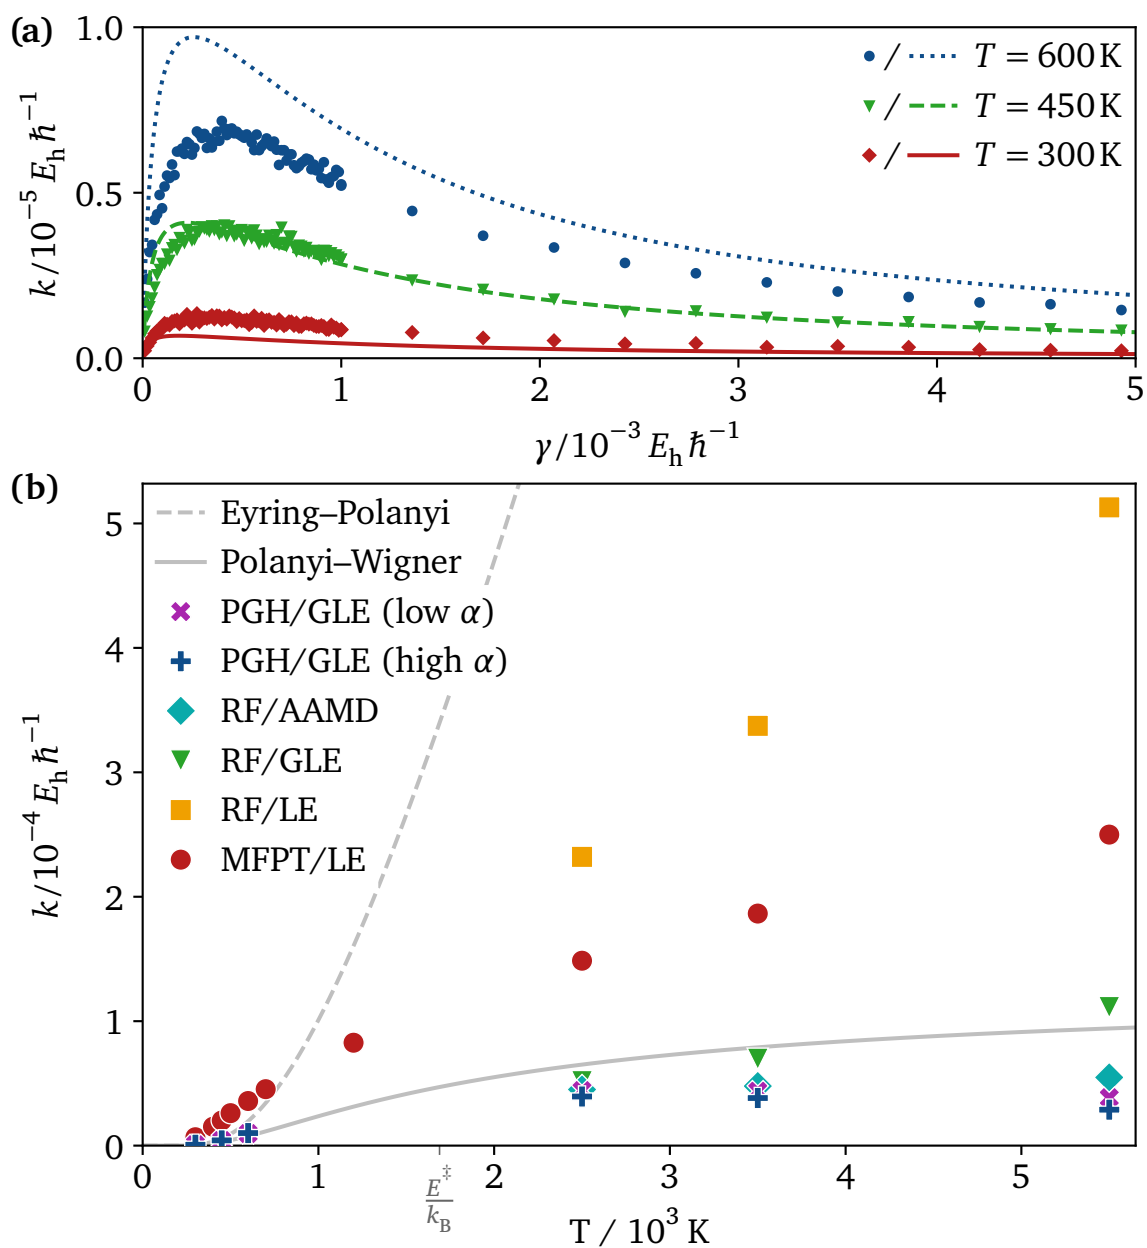 (a)
1.0
0.5
0.0
k/10⁻⁵ Eₕ ħ⁻¹
/ T = 600 K
/ T = 450 K
/ T = 300 K
0 1 2 3 4 5
γ/10⁻³ Eₕ ħ⁻¹
(b)
Eyring–Polanyi
Polanyi–Wigner
PGH/GLE (low α)
PGH/GLE (high α)
RF/AAMD
RF/GLE
RF/LE
MFPT/LE
5
4
3
2
1
0
k/10⁻⁴ Eₕ ħ⁻¹
0 1 2 3 4 5
E‡
k_B
T / 10³ K